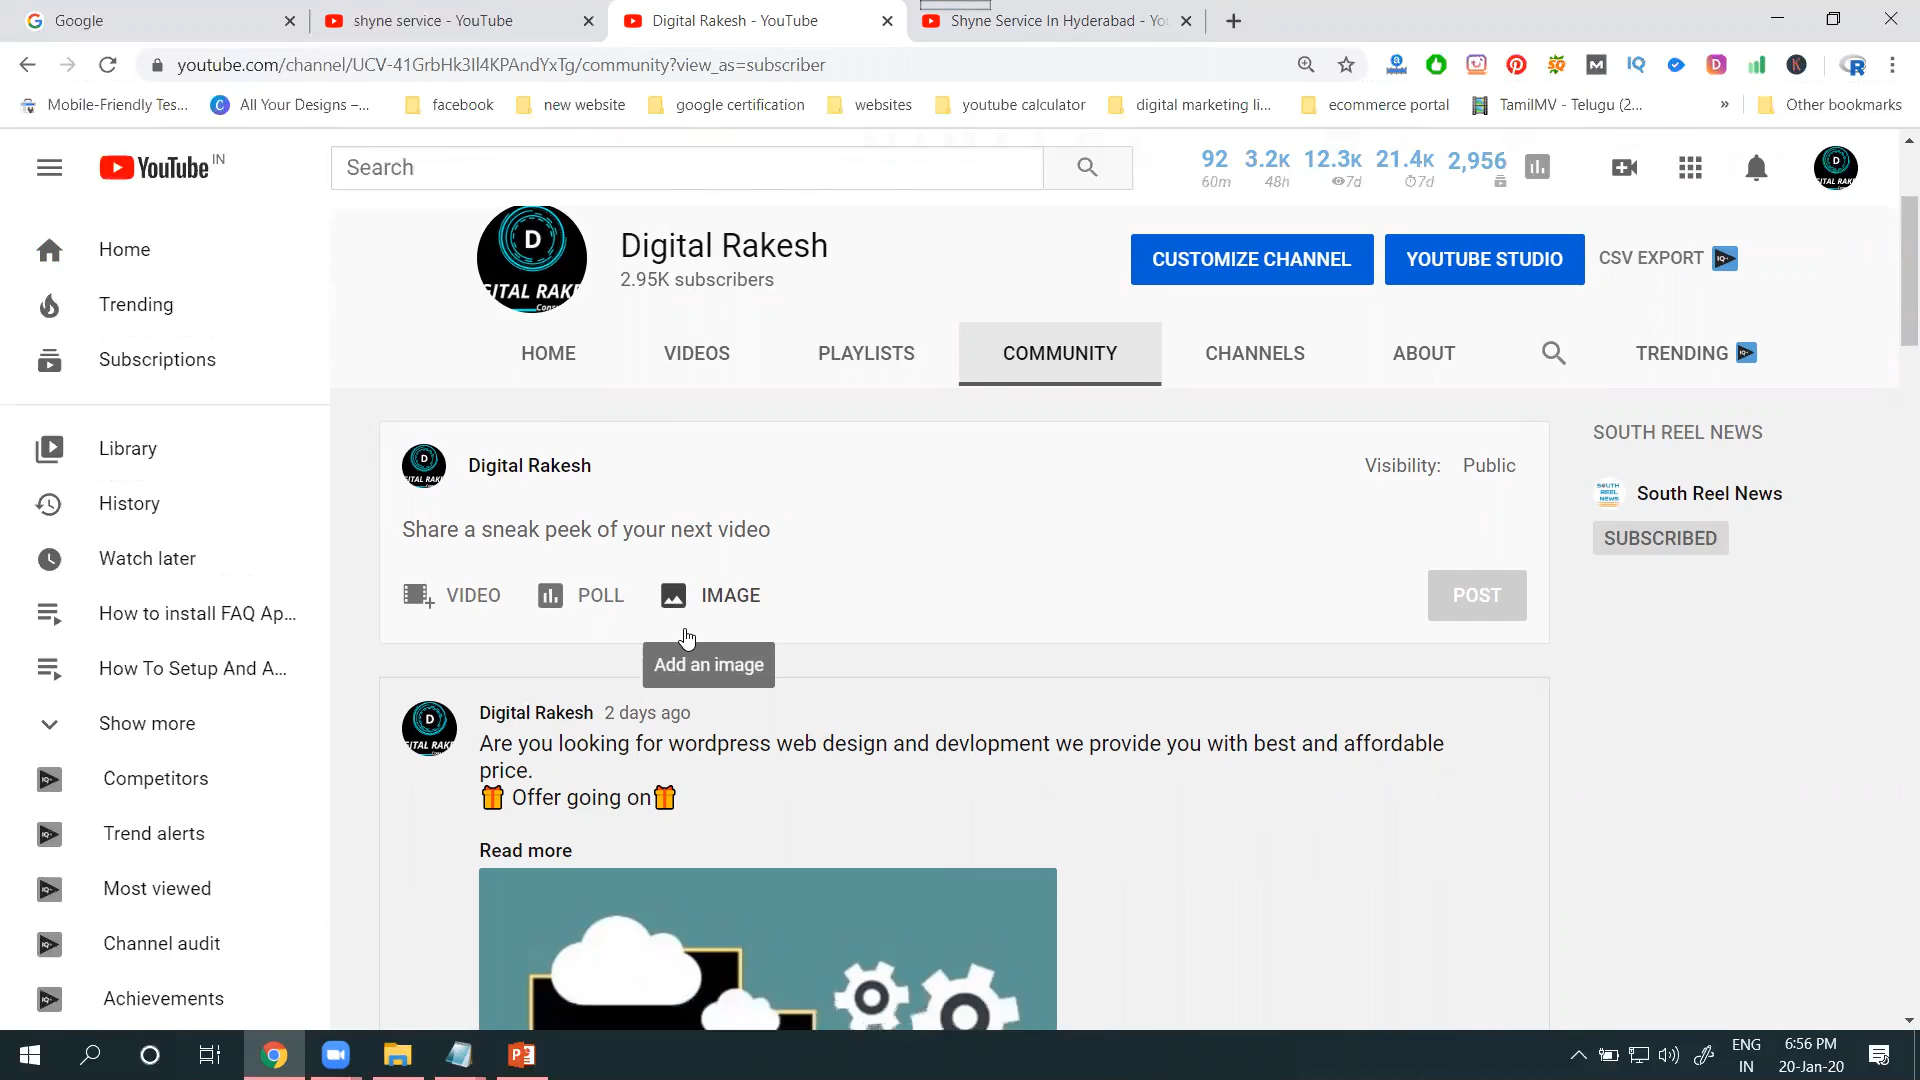 Google
shyne service - YouTube
Digital Rakesh - YouTube
Shyne Service In Hyderabad - Yo
youtube.com/channel/UCV-41GrbHk3Il4KPAndYxTg/community?view_as=subscriber
Mobile-Friendly Tes...
All Your Designs –...
facebook
new website
google certification
websites
youtube calculator
digital marketing li...
ecommerce portal
TamilMV - Telugu (2...
»
Other bookmarks
YouTube IN
Search
92 3.2K 12.3K 21.4K 2,956
60m 48h 7d 7d
Home
Trending
Subscriptions
Library
History
Watch later
How to install FAQ Ap...
How To Setup And A...
Show more
Competitors
Trend alerts
Most viewed
Channel audit
Achievements
Digital Rakesh
2.95K subscribers
CUSTOMIZE CHANNEL
YOUTUBE STUDIO
CSV EXPORT
HOME
VIDEOS
PLAYLISTS
COMMUNITY
CHANNELS
ABOUT
TRENDING
Digital Rakesh
Visibility: Public
Share a sneak peek of your next video
VIDEO
POLL
IMAGE
POST
Add an image
SOUTH REEL NEWS
South Reel News
SUBSCRIBED
Digital Rakesh 2 days ago
Are you looking for wordpress web design and devlopment we provide you with best and affordable
price.
🎁 Offer going on🎁
Read more
ENG
IN
6:56 PM
20-Jan-20